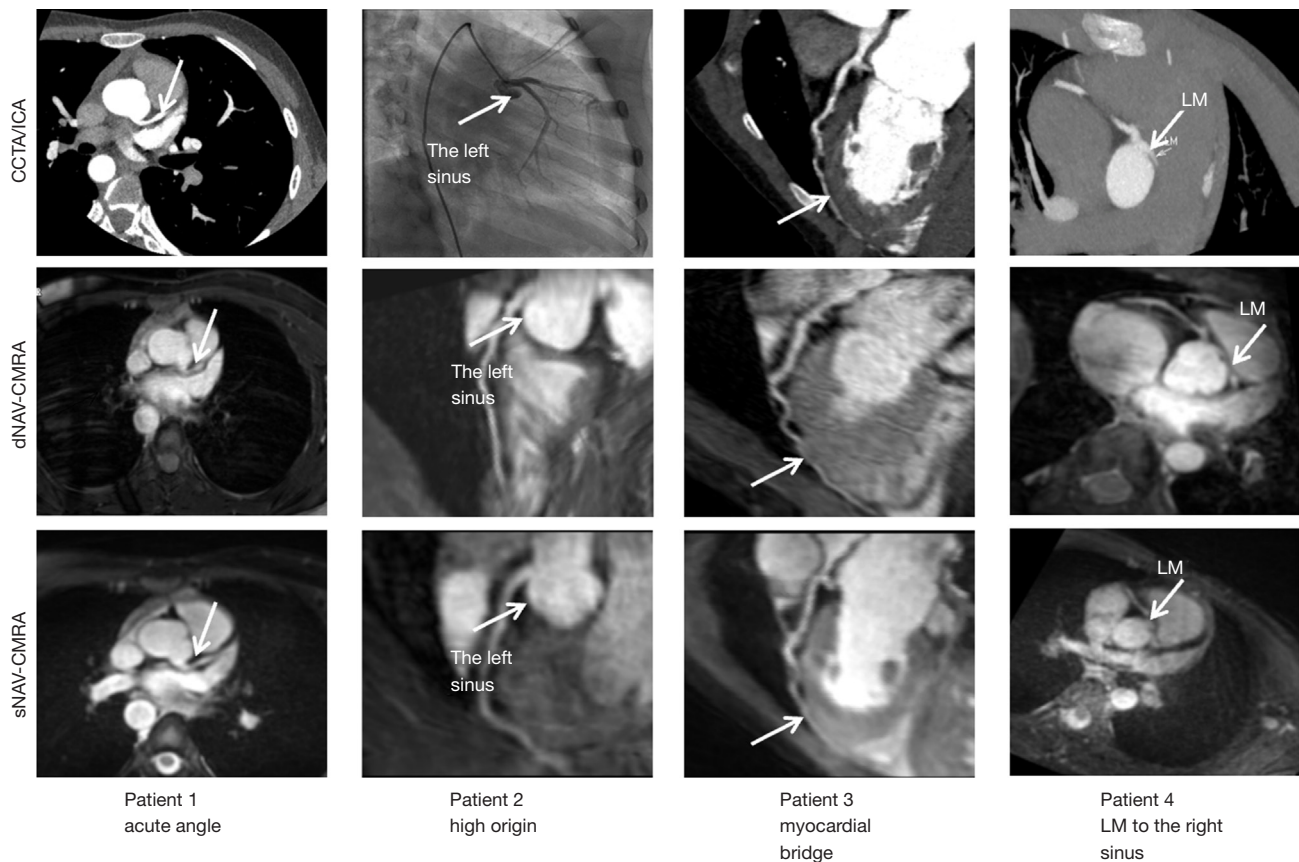 CCTA/ICA
The left
sinus
LM
LM
dNAV-CMRA
The left
sinus
LM
sNAV-CMRA
The left
sinus
LM
Patient 1
acute angle
Patient 2
high origin
Patient 3
myocardial
bridge
Patient 4
LM to the right
sinus